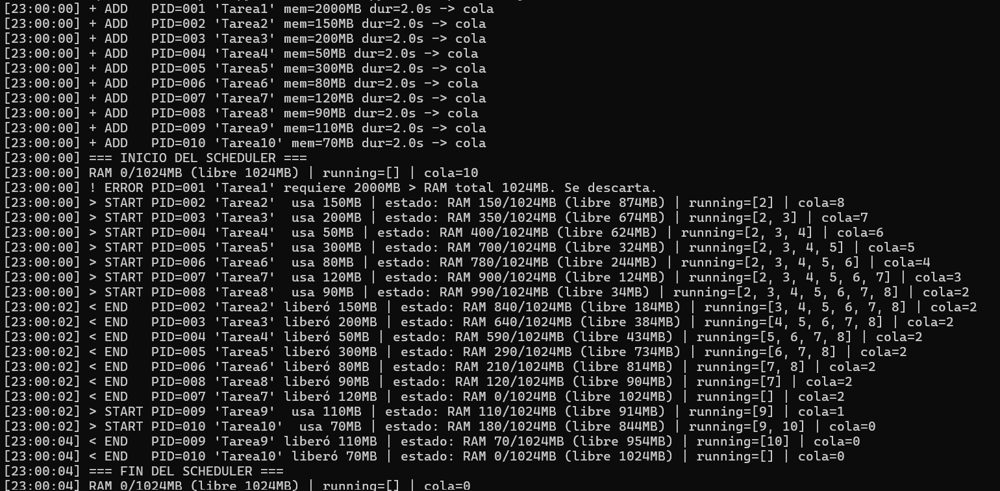 [23:00:00] + ADD   PID=001 'Tarea1' mem=2000MB dur=2.0s -> cola
[23:00:00] + ADD   PID=002 'Tarea2' mem=150MB dur=2.0s -> cola
[23:00:00] + ADD   PID=003 'Tarea3' mem=200MB dur=2.0s -> cola
[23:00:00] + ADD   PID=004 'Tarea4' mem=50MB dur=2.0s -> cola
[23:00:00] + ADD   PID=005 'Tarea5' mem=300MB dur=2.0s -> cola
[23:00:00] + ADD   PID=006 'Tarea6' mem=80MB dur=2.0s -> cola
[23:00:00] + ADD   PID=007 'Tarea7' mem=120MB dur=2.0s -> cola
[23:00:00] + ADD   PID=008 'Tarea8' mem=90MB dur=2.0s -> cola
[23:00:00] + ADD   PID=009 'Tarea9' mem=110MB dur=2.0s -> cola
[23:00:00] + ADD   PID=010 'Tarea10' mem=70MB dur=2.0s -> cola
[23:00:00] === INICIO DEL SCHEDULER ===
[23:00:00] RAM 0/1024MB (libre 1024MB) | running=[] | cola=10
[23:00:00] ! ERROR PID=001 'Tarea1' requiere 2000MB > RAM total 1024MB. Se descarta.
[23:00:00] > START PID=002 'Tarea2'  usa 150MB | estado: RAM 150/1024MB (libre 874MB) | running=[2] | cola=8
[23:00:00] > START PID=003 'Tarea3'  usa 200MB | estado: RAM 350/1024MB (libre 674MB) | running=[2, 3] | cola=7
[23:00:00] > START PID=004 'Tarea4'  usa 50MB | estado: RAM 400/1024MB (libre 624MB) | running=[2, 3, 4] | cola=6
[23:00:00] > START PID=005 'Tarea5'  usa 300MB | estado: RAM 700/1024MB (libre 324MB) | running=[2, 3, 4, 5] | cola=5
[23:00:00] > START PID=006 'Tarea6'  usa 80MB | estado: RAM 780/1024MB (libre 244MB) | running=[2, 3, 4, 5, 6] | cola=4
[23:00:00] > START PID=007 'Tarea7'  usa 120MB | estado: RAM 900/1024MB (libre 124MB) | running=[2, 3, 4, 5, 6, 7] | cola=3
[23:00:00] > START PID=008 'Tarea8'  usa 90MB | estado: RAM 990/1024MB (libre 34MB) | running=[2, 3, 4, 5, 6, 7, 8] | cola=2
[23:00:02] < END   PID=002 'Tarea2' liberó 150MB | estado: RAM 840/1024MB (libre 184MB) | running=[3, 4, 5, 6, 7, 8] | cola=2
[23:00:02] < END   PID=003 'Tarea3' liberó 200MB | estado: RAM 640/1024MB (libre 384MB) | running=[4, 5, 6, 7, 8] | cola=2
[23:00:02] < END   PID=004 'Tarea4' liberó 50MB | estado: RAM 590/1024MB (libre 434MB) | running=[5, 6, 7, 8] | cola=2
[23:00:02] < END   PID=005 'Tarea5' liberó 300MB | estado: RAM 290/1024MB (libre 734MB) | running=[6, 7, 8] | cola=2
[23:00:02] < END   PID=006 'Tarea6' liberó 80MB | estado: RAM 210/1024MB (libre 814MB) | running=[7, 8] | cola=2
[23:00:02] < END   PID=008 'Tarea8' liberó 90MB | estado: RAM 120/1024MB (libre 904MB) | running=[7] | cola=2
[23:00:02] < END   PID=007 'Tarea7' liberó 120MB | estado: RAM 0/1024MB (libre 1024MB) | running=[] | cola=2
[23:00:02] > START PID=009 'Tarea9'  usa 110MB | estado: RAM 110/1024MB (libre 914MB) | running=[9] | cola=1
[23:00:02] > START PID=010 'Tarea10'  usa 70MB | estado: RAM 180/1024MB (libre 844MB) | running=[9, 10] | cola=0
[23:00:04] < END   PID=009 'Tarea9' liberó 110MB | estado: RAM 70/1024MB (libre 954MB) | running=[10] | cola=0
[23:00:04] < END   PID=010 'Tarea10' liberó 70MB | estado: RAM 0/1024MB (libre 1024MB) | running=[] | cola=0
[23:00:04] === FIN DEL SCHEDULER ===
[23:00:04] RAM 0/1024MB (libre 1024MB) | running=[] | cola=0